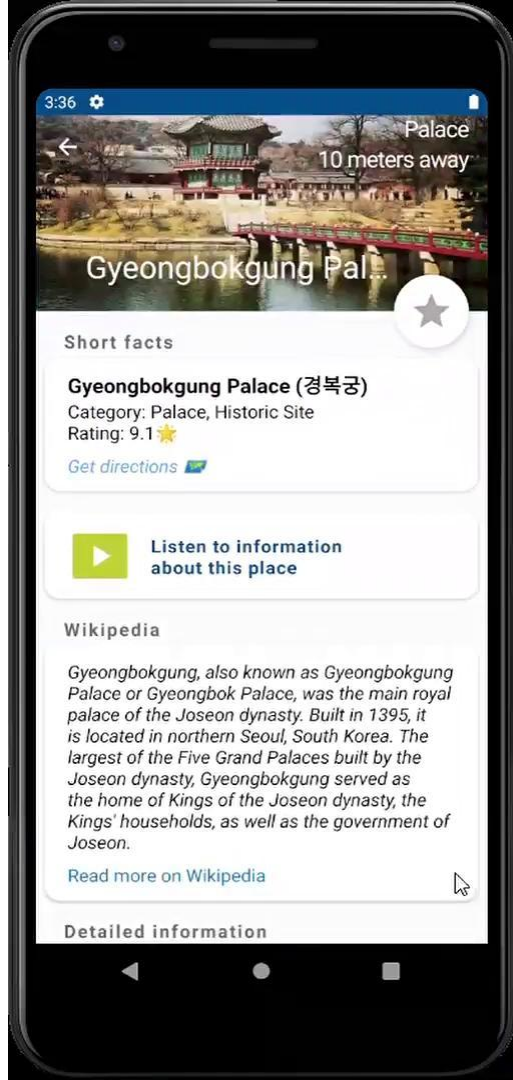 3:36
Palace
10 meters away
Gyeongbokgung Pal...
Short facts
Gyeongbokgung Palace (경복궁)
Category: Palace, Historic Site
Rating: 9.1🌟
Get directions 🗺️
Listen to information
about this place
Wikipedia
Gyeongbokgung, also known as Gyeongbokgung
Palace or Gyeongbok Palace, was the main royal
palace of the Joseon dynasty. Built in 1395, it
is located in northern Seoul, South Korea. The
largest of the Five Grand Palaces built by the
Joseon dynasty, Gyeongbokgung served as
the home of Kings of the Joseon dynasty, the
Kings' households, as well as the government of
Joseon.
Read more on Wikipedia
Detailed information